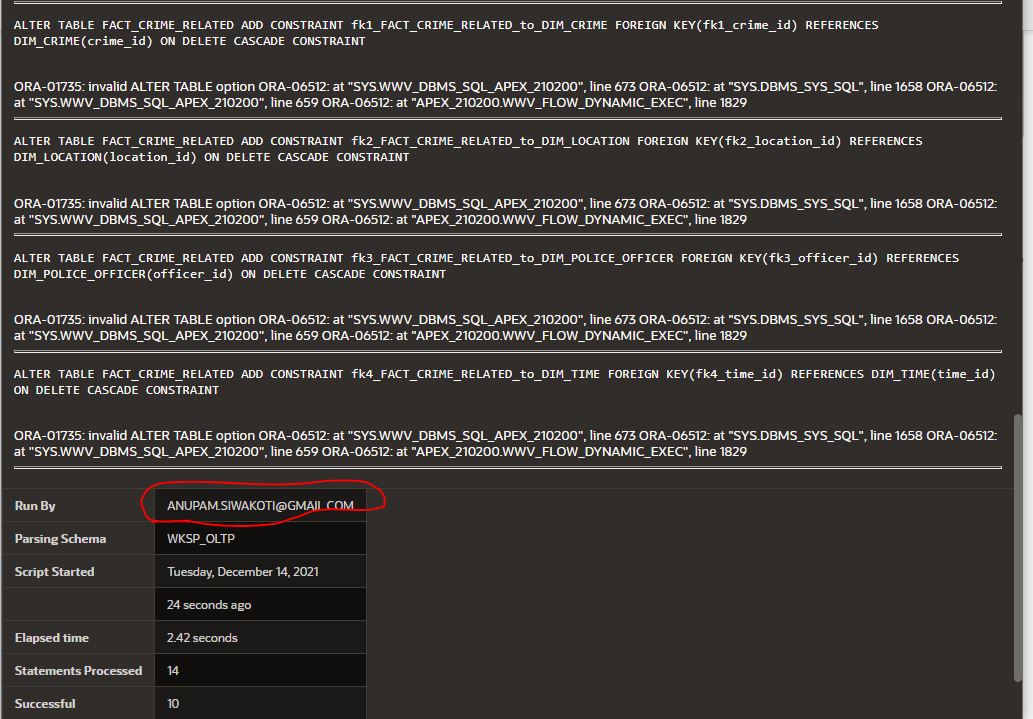 ALTER TABLE FACT_CRIME_RELATED ADD CONSTRAINT fk1_FACT_CRIME_RELATED_to_DIM_CRIME FOREIGN KEY(fk1_crime_id) REFERENCES
DIM_CRIME(crime_id) ON DELETE CASCADE CONSTRAINT
ORA-01735: invalid ALTER TABLE option ORA-06512: at "SYS.WWV_DBMS_SQL_APEX_210200", line 673 ORA-06512: at "SYS.DBMS_SYS_SQL", line 1658 ORA-06512:
at "SYS.WWV_DBMS_SQL_APEX_210200", line 659 ORA-06512: at "APEX_210200.WWV_FLOW_DYNAMIC_EXEC", line 1829
ALTER TABLE FACT_CRIME_RELATED ADD CONSTRAINT fk2_FACT_CRIME_RELATED_to_DIM_LOCATION FOREIGN KEY(fk2_location_id) REFERENCES
DIM_LOCATION(location_id) ON DELETE CASCADE CONSTRAINT
ORA-01735: invalid ALTER TABLE option ORA-06512: at "SYS.WWV_DBMS_SQL_APEX_210200", line 673 ORA-06512: at "SYS.DBMS_SYS_SQL", line 1658 ORA-06512:
at "SYS.WWV_DBMS_SQL_APEX_210200", line 659 ORA-06512: at "APEX_210200.WWV_FLOW_DYNAMIC_EXEC", line 1829
ALTER TABLE FACT_CRIME_RELATED ADD CONSTRAINT fk3_FACT_CRIME_RELATED_to_DIM_POLICE_OFFICER FOREIGN KEY(fk3_officer_id) REFERENCES
DIM_POLICE_OFFICER(officer_id) ON DELETE CASCADE CONSTRAINT
ORA-01735: invalid ALTER TABLE option ORA-06512: at "SYS.WWV_DBMS_SQL_APEX_210200", line 673 ORA-06512: at "SYS.DBMS_SYS_SQL", line 1658 ORA-06512:
at "SYS.WWV_DBMS_SQL_APEX_210200", line 659 ORA-06512: at "APEX_210200.WWV_FLOW_DYNAMIC_EXEC", line 1829
ALTER TABLE FACT_CRIME_RELATED ADD CONSTRAINT fk4_FACT_CRIME_RELATED_to_DIM_TIME FOREIGN KEY(fk4_time_id) REFERENCES DIM_TIME(time_id)
ON DELETE CASCADE CONSTRAINT
ORA-01735: invalid ALTER TABLE option ORA-06512: at "SYS.WWV_DBMS_SQL_APEX_210200", line 673 ORA-06512: at "SYS.DBMS_SYS_SQL", line 1658 ORA-06512:
at "SYS.WWV_DBMS_SQL_APEX_210200", line 659 ORA-06512: at "APEX_210200.WWV_FLOW_DYNAMIC_EXEC", line 1829
Run By ANUPAM.SIWAKOTI@GMAIL.COM
Parsing Schema WKSP_OLTP
Script Started Tuesday, December 14, 2021
24 seconds ago
Elapsed time 2.42 seconds
Statements Processed 14
Successful 10